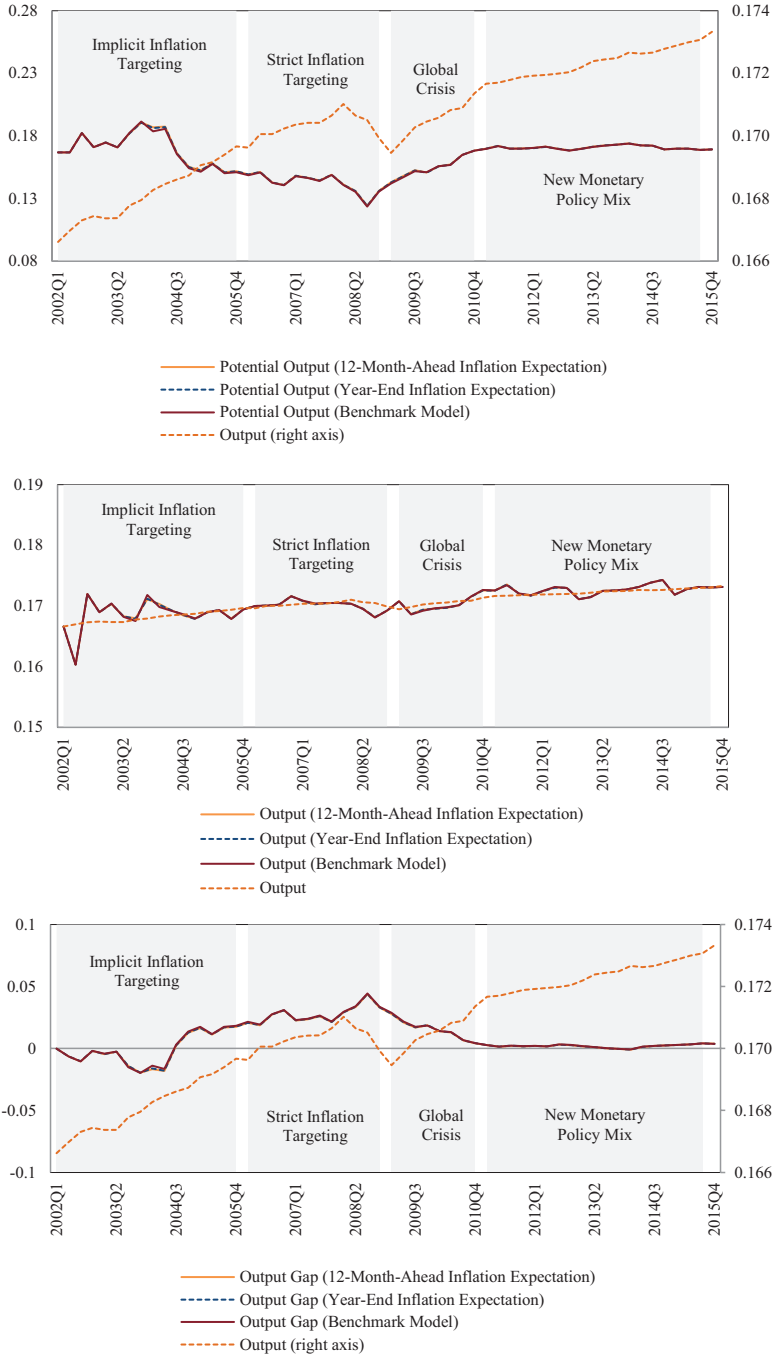 0.28
0.23
0.18
0.13
0.08
0.174
0.172
0.170
0.168
0.166
Implicit Inflation
Targeting
Strict Inflation
Targeting
Global
Crisis
New Monetary
Policy Mix
2002Q1
2003Q2
2004Q3
2005Q4
2007Q1
2008Q2
2009Q3
2010Q4
2012Q1
2013Q2
2014Q3
2015Q4
Potential Output (12-Month-Ahead Inflation Expectation)
Potential Output (Year-End Inflation Expectation)
Potential Output (Benchmark Model)
Output (right axis)
0.19
0.18
0.17
0.16
0.15
Implicit Inflation
Targeting
Strict Inflation
Targeting
Global
Crisis
New Monetary
Policy Mix
2002Q1
2003Q2
2004Q3
2005Q4
2007Q1
2008Q2
2009Q3
2010Q4
2012Q1
2013Q2
2014Q3
2015Q4
Output (12-Month-Ahead Inflation Expectation)
Output (Year-End Inflation Expectation)
Output (Benchmark Model)
Output
0.1
0.05
0
-0.05
-0.1
0.174
0.172
0.170
0.168
0.166
Implicit Inflation
Targeting
Strict Inflation
Targeting
Global
Crisis
New Monetary
Policy Mix
2002Q1
2003Q2
2004Q3
2005Q4
2007Q1
2008Q2
2009Q3
2010Q4
2012Q1
2013Q2
2014Q3
2015Q4
Output Gap (12-Month-Ahead Inflation Expectation)
Output Gap (Year-End Inflation Expectation)
Output Gap (Benchmark Model)
Output (right axis)